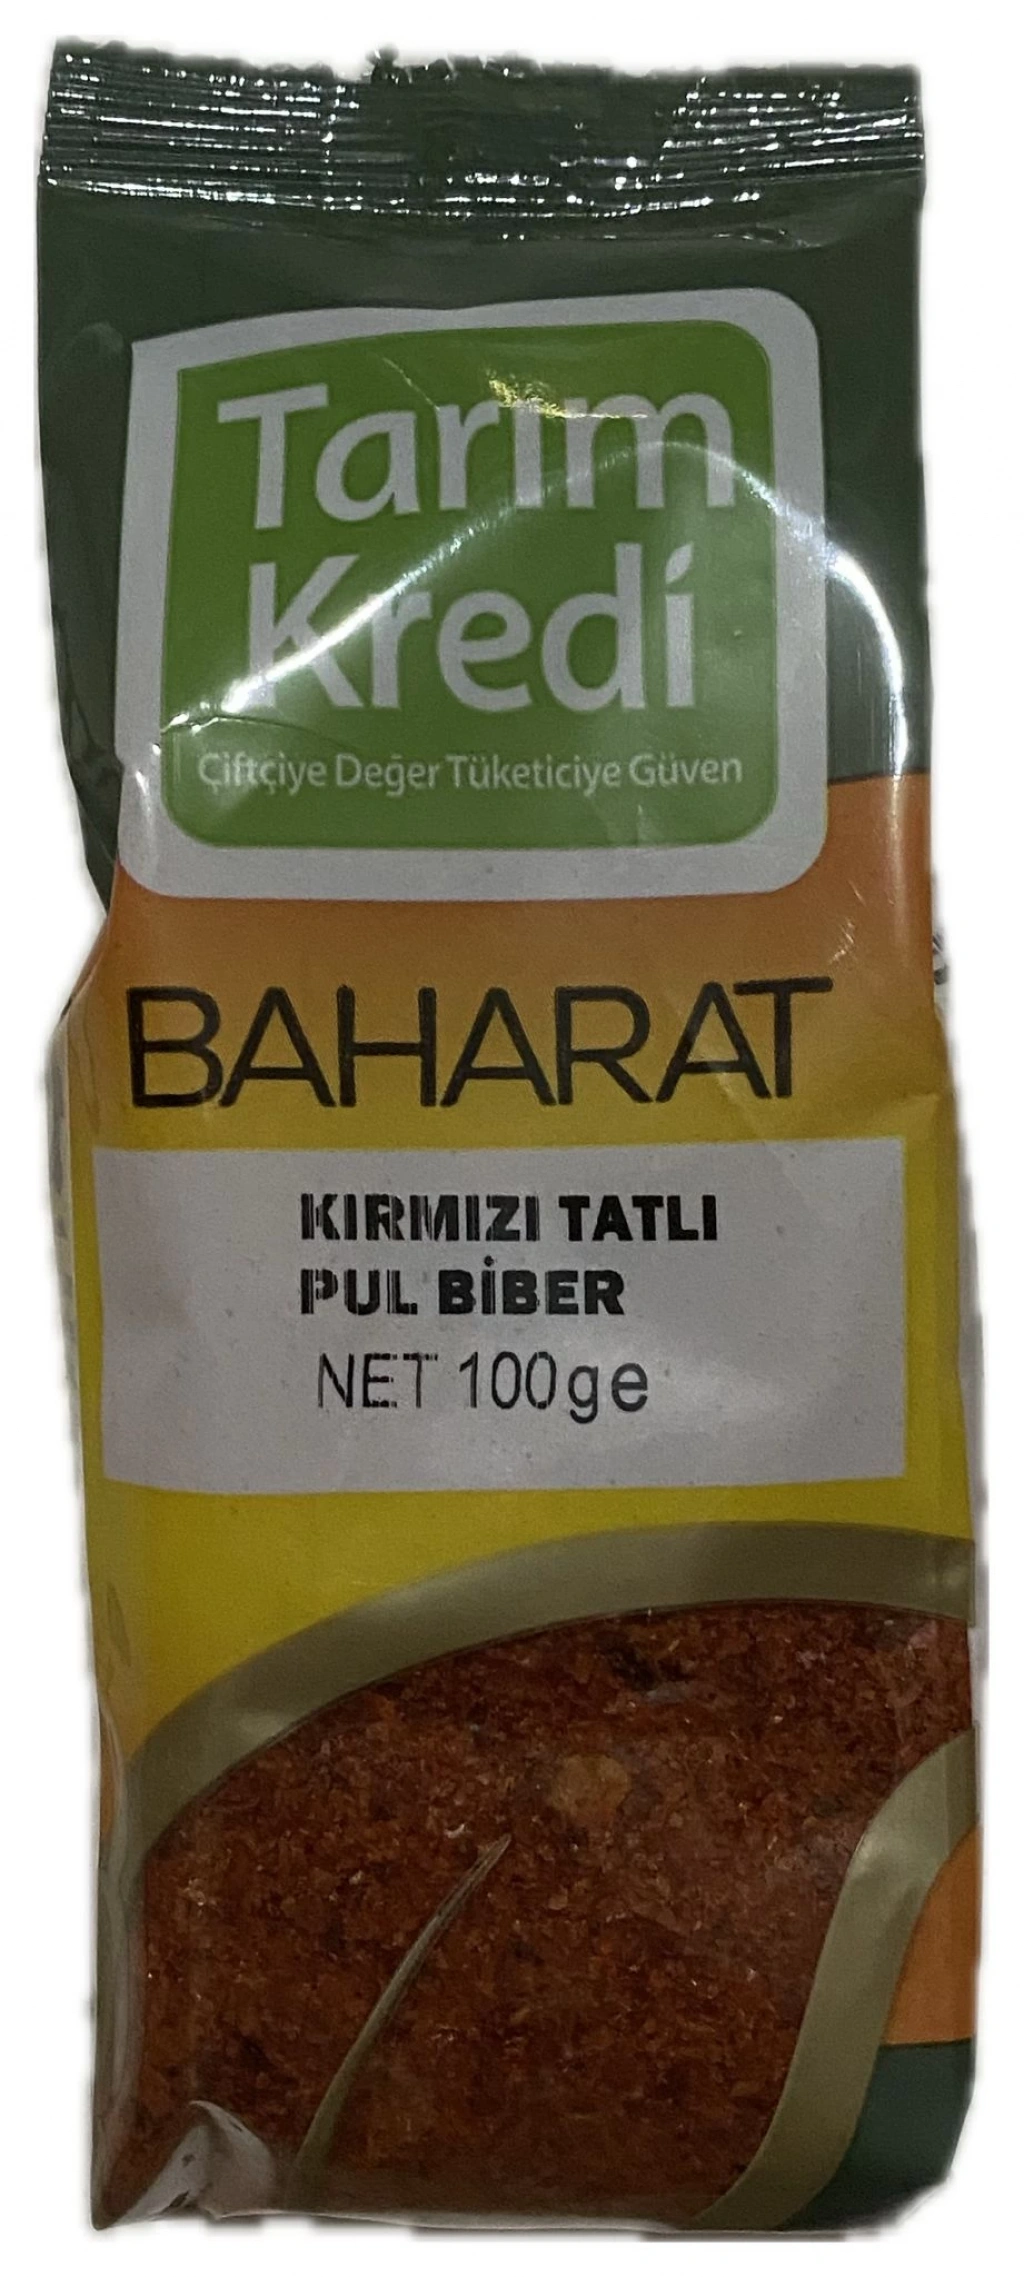 Tarım
Kredi
Çiftçiye Değer Tüketiciye Güven
BAHARAT
KIRMIZI TATLI
PUL BİBER
NET 100g e